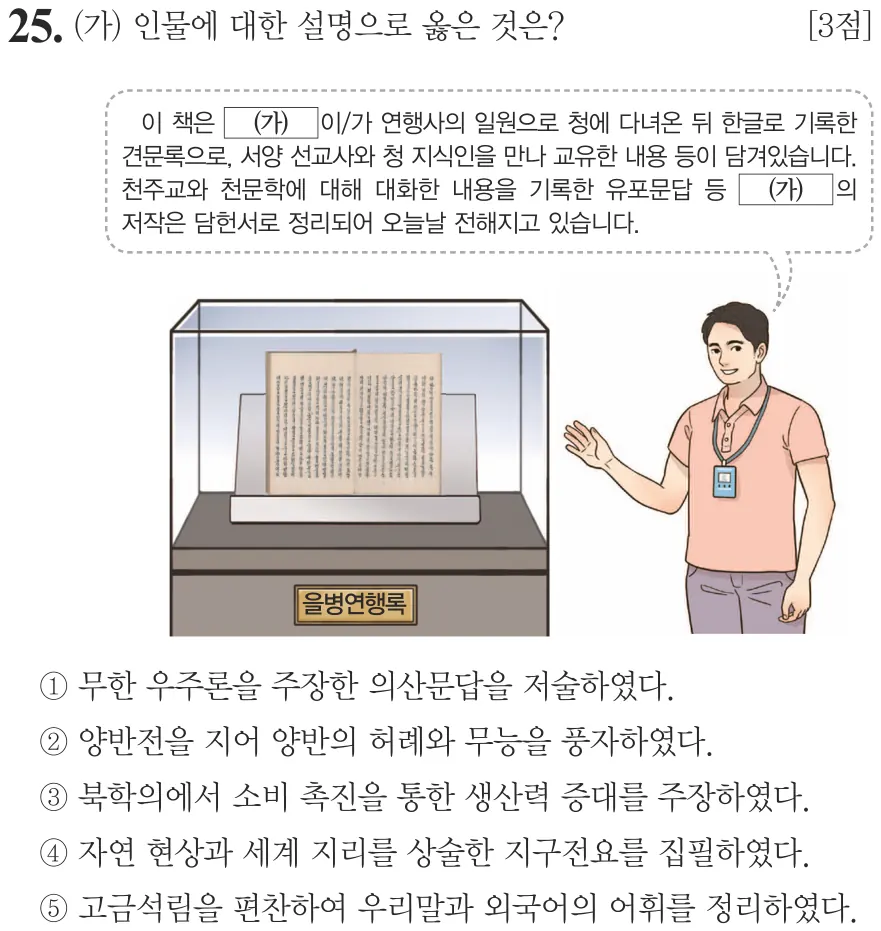 25. (가) 인물에 대한 설명으로 옳은 것은? [3점]
이 책은 (가) 이/가 연행사의 일원으로 청에 다녀온 뒤 한글로 기록한
견문록으로, 서양 선교사와 청 지식인을 만나 교유한 내용 등이 담겨있습니다.
천주교와 천문학에 대해 대화한 내용을 기록한 유포문답 등 (가) 의
저작은 담헌서로 정리되어 오늘날 전해지고 있습니다.
을병연행록
① 무한 우주론을 주장한 의산문답을 저술하였다.
② 양반전을 지어 양반의 허례와 무능을 풍자하였다.
③ 북학의에서 소비 촉진을 통한 생산력 증대를 주장하였다.
④ 자연 현상과 세계 지리를 상술한 지구전요를 집필하였다.
⑤ 고금석림을 편찬하여 우리말과 외국어의 어휘를 정리하였다.